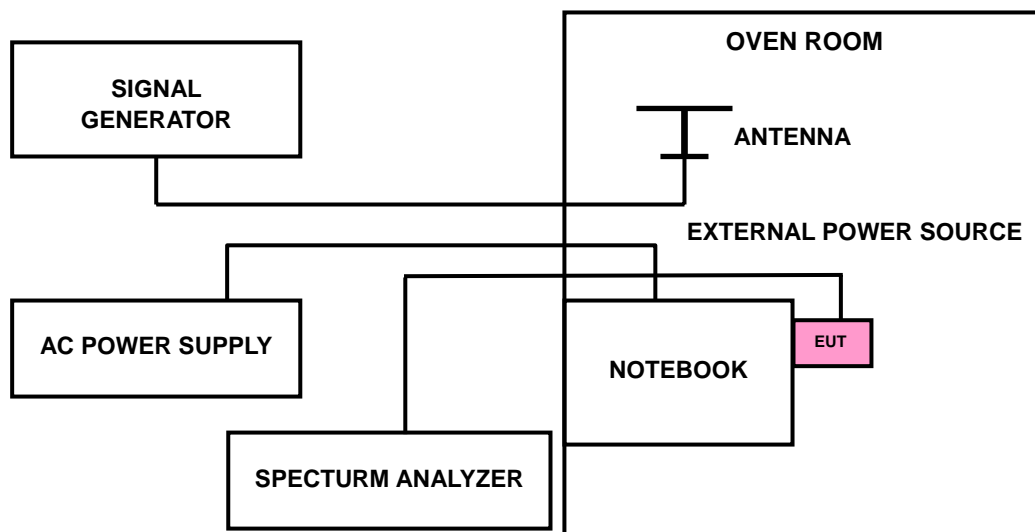 OVEN ROOM
SIGNAL
GENERATOR
ANTENNA
EXTERNAL POWER SOURCE
AC POWER SUPPLY
NOTEBOOK
EUT
SPECTURM ANALYZER